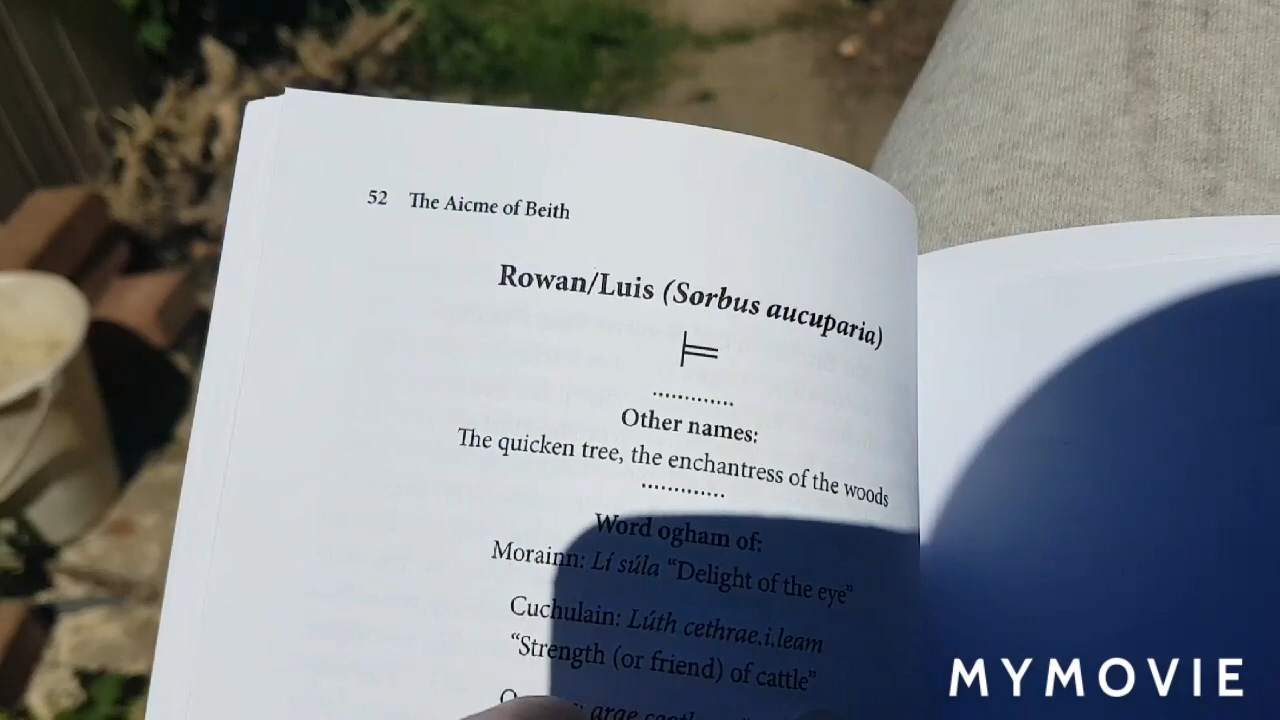 52 The Aicme of Beith
Rowan/Luis (Sorbus aucuparia)
Other names:
The quicken tree, the enchantress of the woods
Word ogham of:
Morainn: Lí súla “Delight of the eye”
Cuchulain: Lúth cethrae.i.leam
“Strength (or friend) of cattle”
MYMOVIE